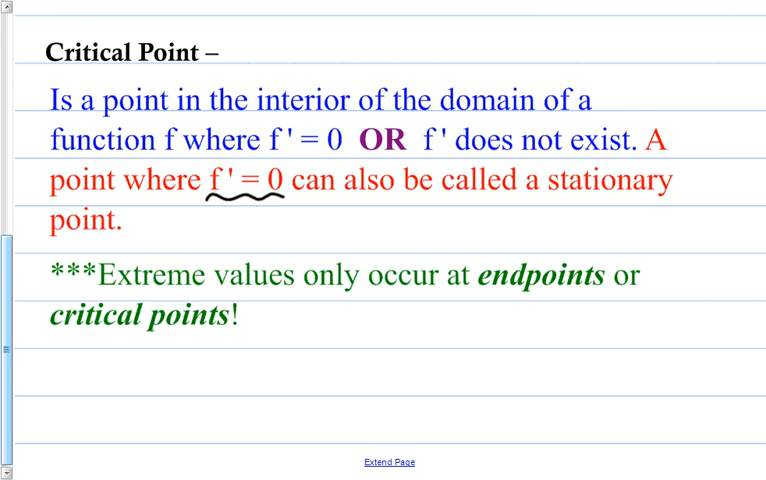 Critical Point –
Is a point in the interior of the domain of a
function f where f ' = 0 OR f ' does not exist. A
point where f ' = 0 can also be called a stationary
point.
***Extreme values only occur at endpoints or
critical points!
Extend Page